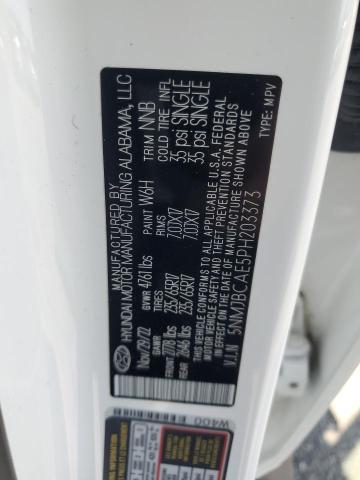 MANUFACTURED BY
HYUNDAI MOTOR MANUFACTURING ALABAMA, LLC
Nov/29/22 GVWR 4761 lbs PAINT W6H TRIM NNB
GAWR TIRES RIMS COLD TIRE INFL
FRONT 2778 lbs 235/65R17 7.0JX17 35 psi SINGLE
REAR 2646 lbs 235/65R17 7.0JX17 35 psi SINGLE
THIS VEHICLE CONFORMS TO ALL APPLICABLE U.S.A. FEDERAL
MOTOR VEHICLE SAFETY AND THEFT PREVENTION STANDARDS
IN EFFECT ON THE DATE OF MANUFACTURE SHOWN ABOVE
V.I.N 5NMJBCAE5PH203373 TYPE MPV
W400